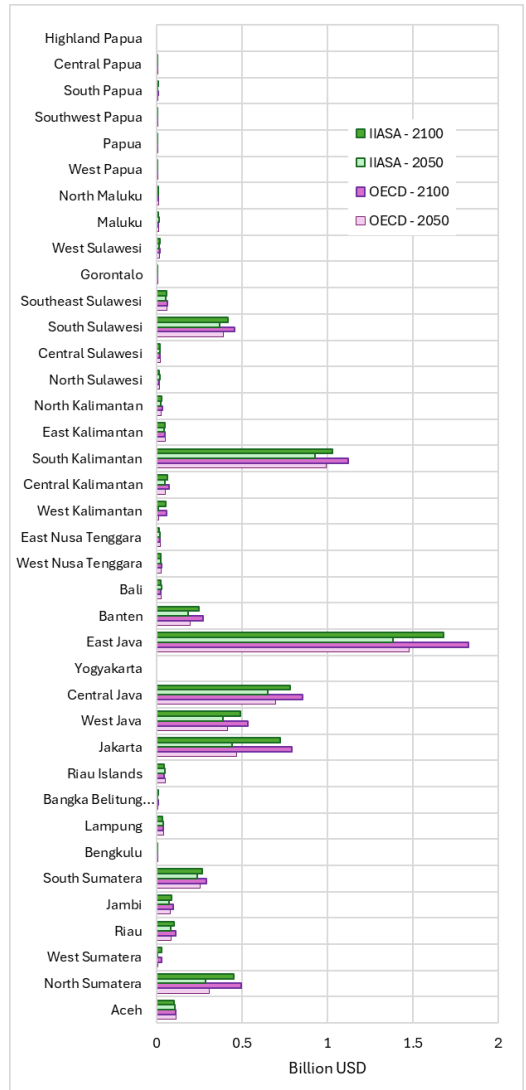 Highland Papua
Central Papua
South Papua
Southwest Papua
Papua
West Papua
North Maluku
Maluku
West Sulawesi
Gorontalo
Southeast Sulawesi
South Sulawesi
Central Sulawesi
North Sulawesi
North Kalimantan
East Kalimantan
South Kalimantan
Central Kalimantan
West Kalimantan
East Nusa Tenggara
West Nusa Tenggara
Bali
Banten
East Java
Yogyakarta
Central Java
West Java
Jakarta
Riau Islands
Bangka Belitung...
Lampung
Bengkulu
South Sumatera
Jambi
Riau
West Sumatera
North Sumatera
Aceh
IIASA - 2100
IIASA - 2050
OECD - 2100
OECD - 2050
0 0.5 1 1.5 2
Billion USD